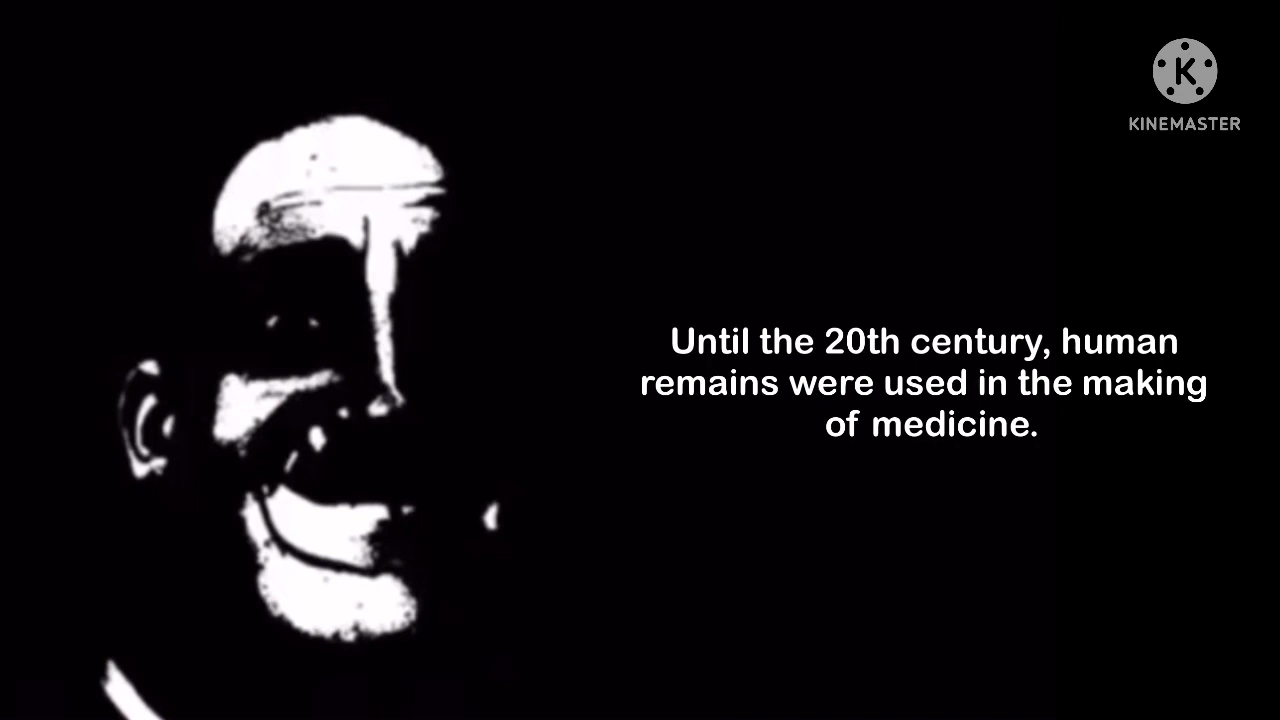 KINEMASTER
Until the 20th century, human
remains were used in the making
of medicine.